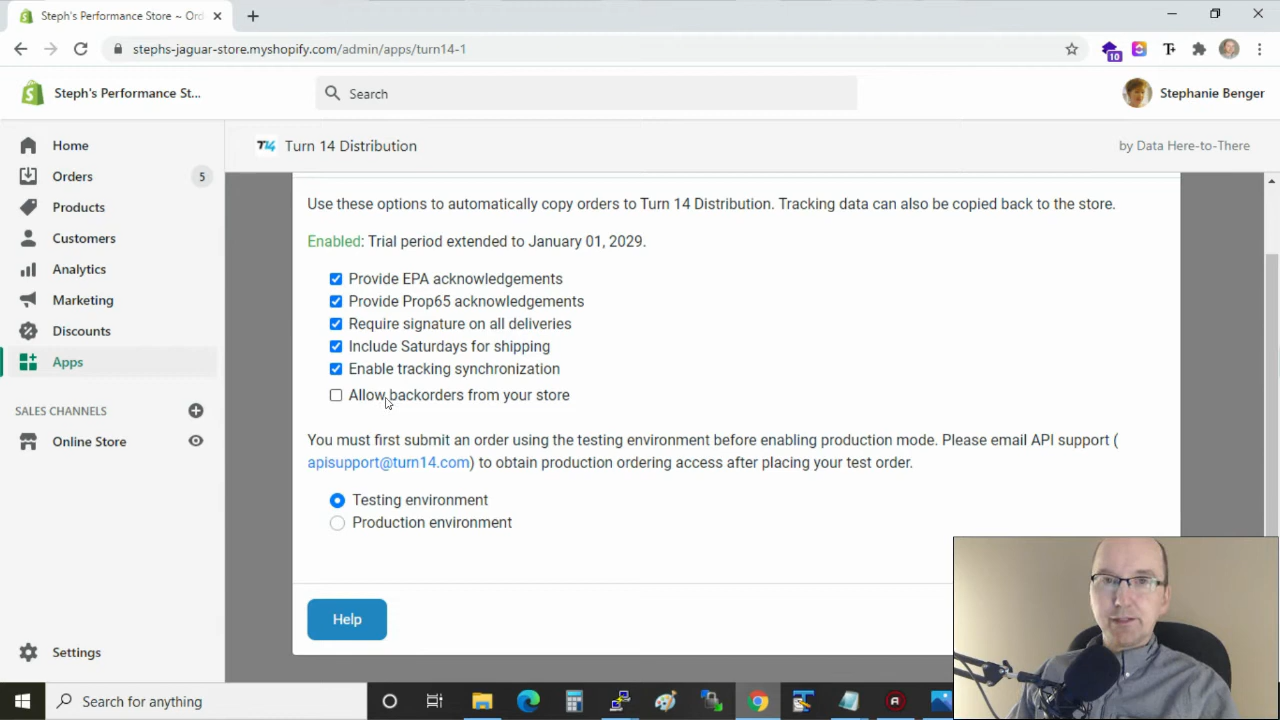 Steph's Performance Store ~ Ord
stephs-jaguar-store.myshopify.com/admin/apps/turn14-1
10
T+
Steph's Performance St...
Search
Stephanie Benger
Home
Orders
5
Products
Customers
Analytics
Marketing
Discounts
Apps
SALES CHANNELS
Online Store
Settings
T14 Turn 14 Distribution
by Data Here-to-There
Use these options to automatically copy orders to Turn 14 Distribution. Tracking data can also be copied back to the store.
Enabled: Trial period extended to January 01, 2029.
Provide EPA acknowledgements
Provide Prop65 acknowledgements
Require signature on all deliveries
Include Saturdays for shipping
Enable tracking synchronization
Allow backorders from your store
You must first submit an order using the testing environment before enabling production mode. Please email API support (
apisupport@turn14.com) to obtain production ordering access after placing your test order.
Testing environment
Production environment
Help
Search for anything